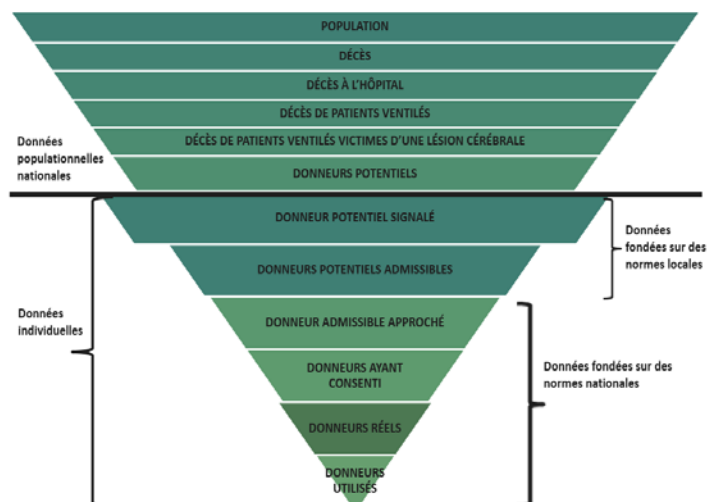 POPULATION
DÉCÈS
DÉCÈS À L'HÔPITAL
DÉCÈS DE PATIENTS VENTILÉS
DÉCÈS DE PATIENTS VENTILÉS VICTIMES D'UNE LÉSION CÉRÉBRALE
DONNEURS POTENTIELS
Données
populationnelles
nationales
DONNEUR POTENTIEL SIGNALÉ
DONNEURS POTENTIELS ADMISSIBLES
Données
fondées sur des
normes locales
DONNEUR ADMISSIBLE APPROCHÉ
DONNEURS AYANT
CONSENTI
DONNEURS RÉELS
DONNEURS
UTILISÉS
Données
individuelles
Données fondées sur des
normes nationales